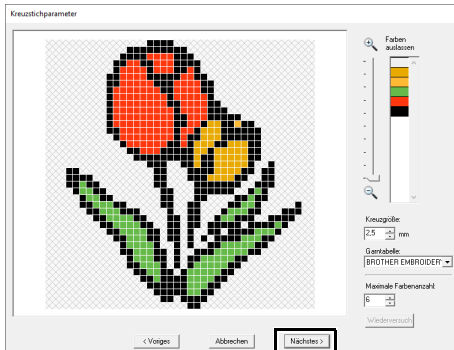 Kreuzstichparameter
Farben
auslassen
Kreuzgröße:
2,5 mm
Garntabelle:
BROTHER EMBROIDERY
Maximale Farbenanzahl:
6
Wiederversuch
< Voriges
Abbrechen
Nächstes >